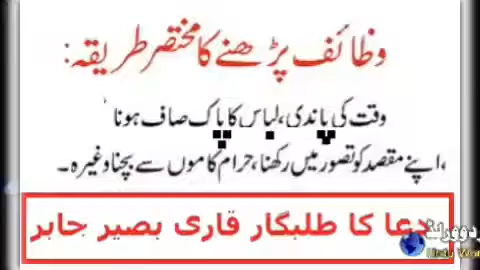 وظائف پڑھنے کا مختصر طریقہ:
وقت کی پابندی، لباس کا پاک صاف ہونا
، اپنے مقصد کو تصور میں رکھنا، حرام کاموں سے بچنا وغیرہ۔
دعا کا طلبگار قاری بصیر جابر